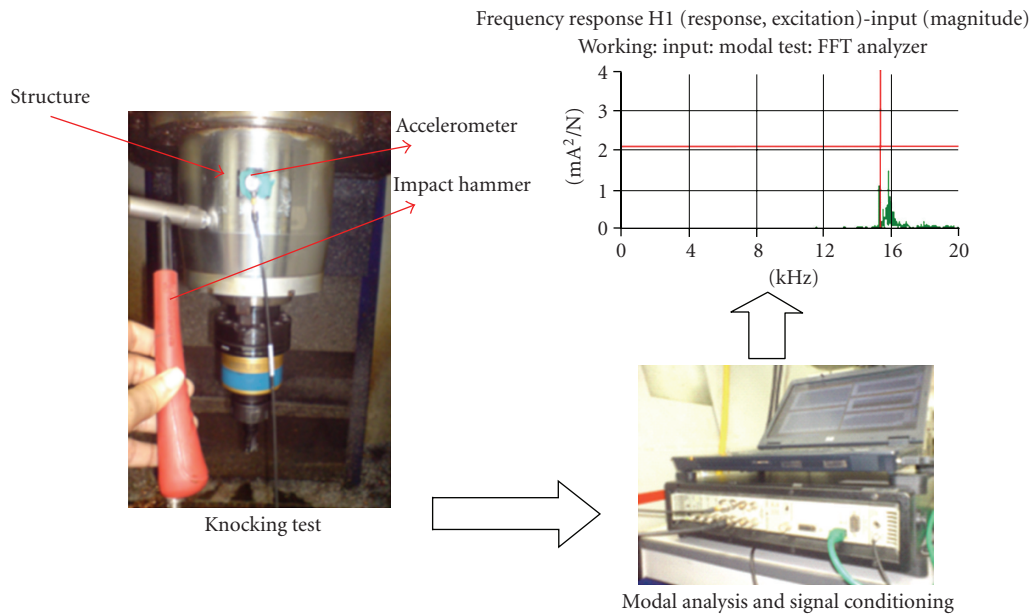 Frequency response H1 (response, excitation)-input (magnitude)
Working: input: modal test: FFT analyzer
4
3
2
1
0
(mA²/N)
0 4 8 12 16 20
(kHz)
Structure
Accelerometer
Impact hammer
Knocking test
Modal analysis and signal conditioning